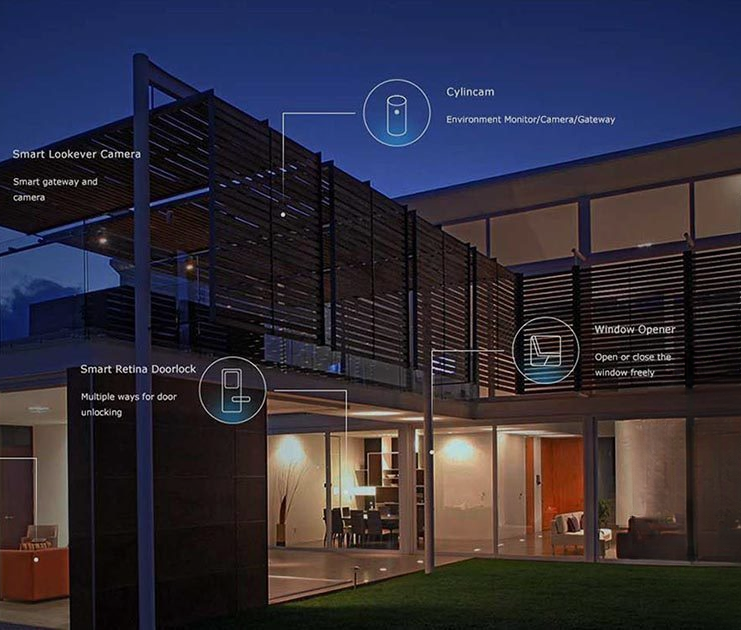 Cylincam
Environment Monitor/Camera/Gateway
Smart Lookever Camera
Smart gateway and
camera
Window Opener
Open or close the
window freely
Smart Retina Doorlock
Multiple ways for door
unlocking